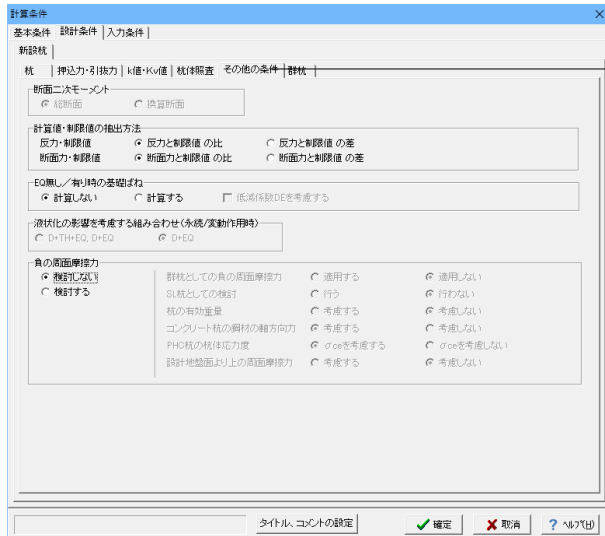 計算条件
基本条件 設計条件 入力条件
新設杭
杭 押込力・引抜力 k値・Kv値 杭体照査 その他の条件 群杭
断面二次モーメント
総断面 換算断面
計算値・制限値の抽出方法
反力・制限値 反力と制限値 の比 反力と制限値 の差
断面力・制限値 断面力と制限値 の比 断面力と制限値 の差
EQ無し／有り時の基礎ばね
計算しない 計算する 低減係数DEを考慮する
液状化の影響を考慮する組み合わせ(永続/変動作用時)
D+TH+EQ, D+EQ D+EQ
負の周面摩擦力
検討しない 群杭としての負の周面摩擦力 適用する 適用しない
検討する SL杭としての検討 行う 行わない
杭の有効重量 考慮する 考慮しない
コンクリート杭の鋼材の軸方向力 考慮する 考慮しない
PHC杭の杭体応力度 σceを考慮する σceを考慮しない
設計地盤面より上の周面摩擦力 考慮する 考慮しない
タイトル、コメントの設定 確定 取消 ? ヘルプ(H)